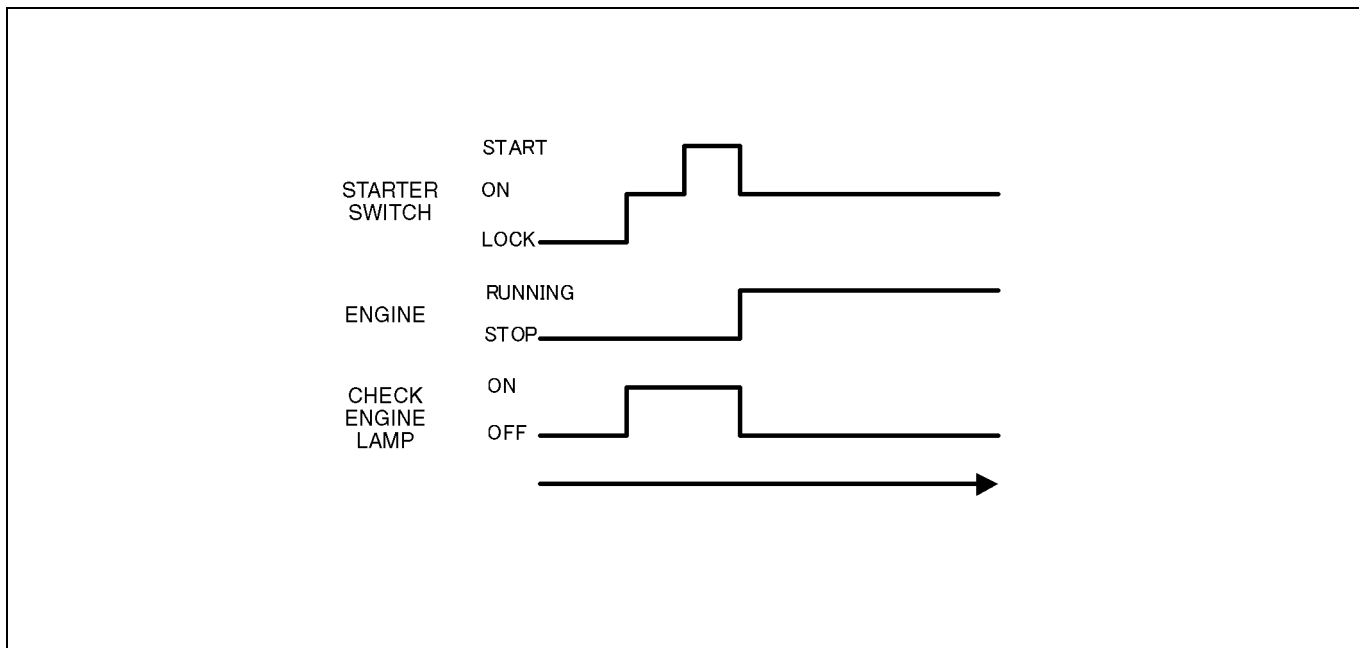 START
STARTER
SWITCH
ON
LOCK
RUNNING
ENGINE
STOP
ON
CHECK
ENGINE
LAMP
OFF